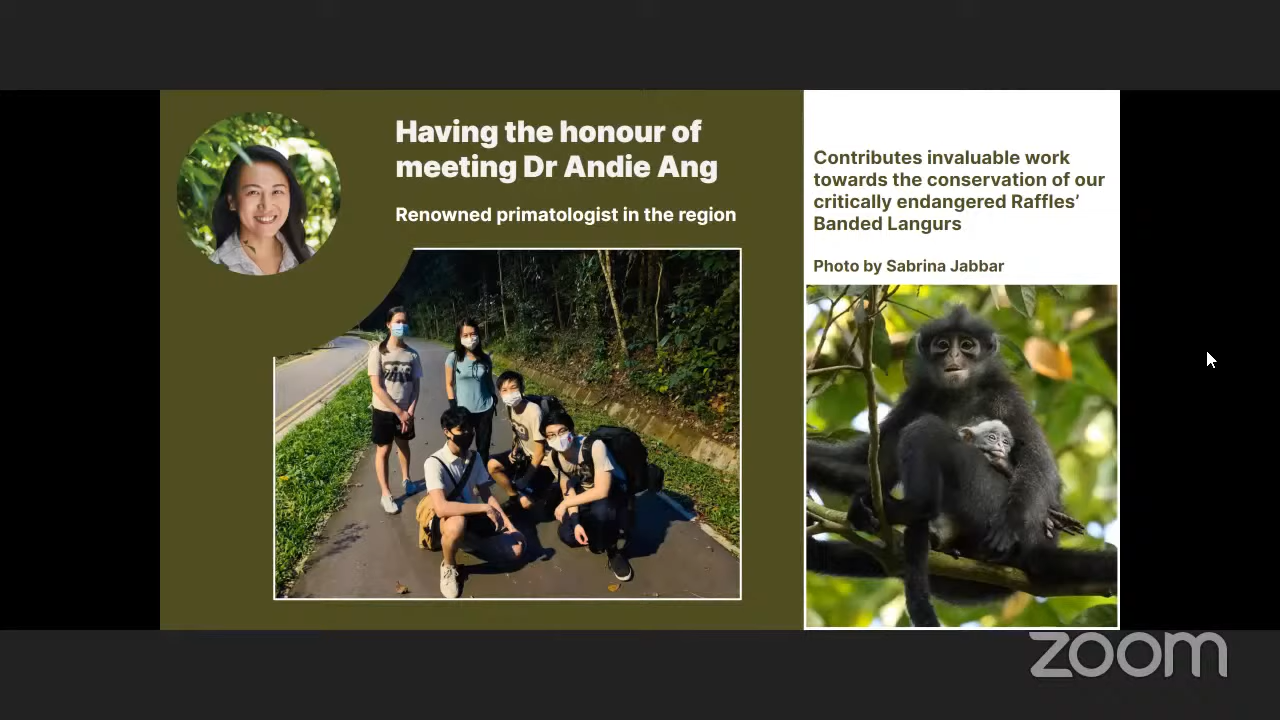 Having the honour of
meeting Dr Andie Ang
Renowned primatologist in the region
Contributes invaluable work
towards the conservation of our
critically endangered Raffles’
Banded Langurs
Photo by Sabrina Jabbar
zoom